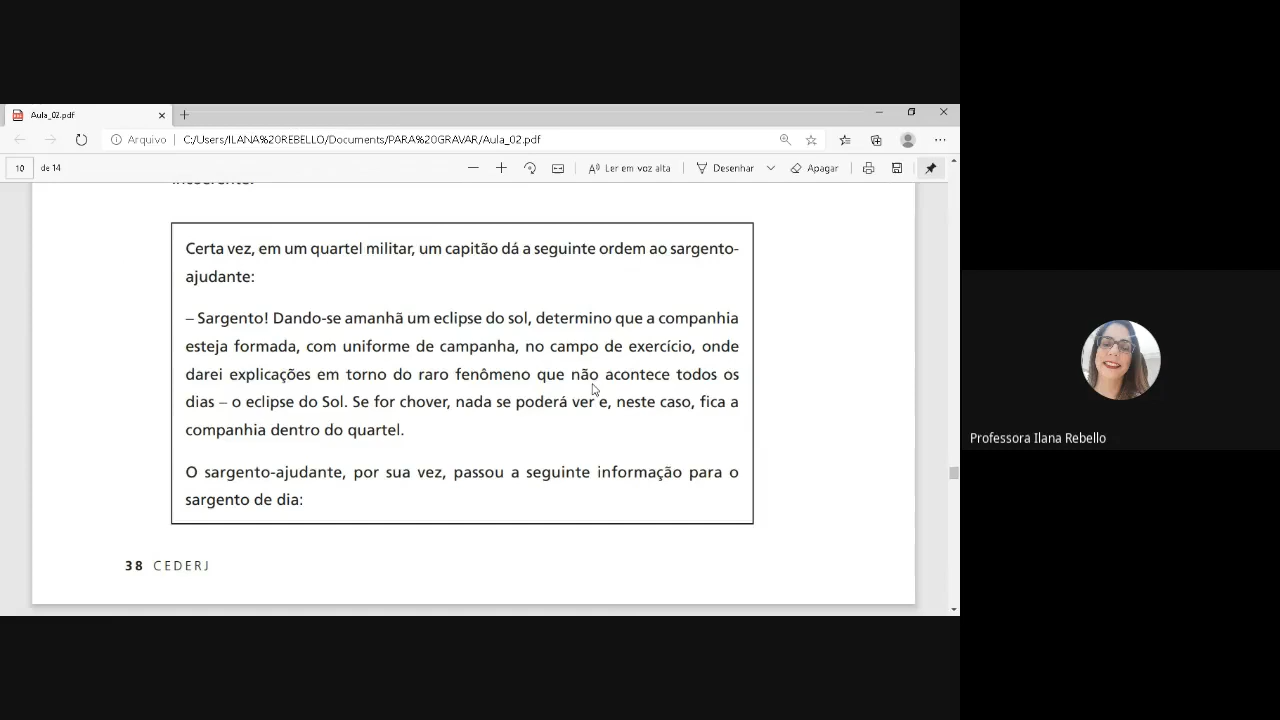 Aula_02.pdf
Arquivo
C:/Users/ILANA%20REBELLO/Documents/PARA%20GRAVAR/Aula_02.pdf
10 de 14
Ler em voz alta
Desenhar
Apagar
Certa vez, em um quartel militar, um capitão dá a seguinte ordem ao sargento-
ajudante:
– Sargento! Dando-se amanhã um eclipse do sol, determino que a companhia
esteja formada, com uniforme de campanha, no campo de exercício, onde
darei explicações em torno do raro fenômeno que não acontece todos os
dias – o eclipse do Sol. Se for chover, nada se poderá ver e, neste caso, fica a
companhia dentro do quartel.
O sargento-ajudante, por sua vez, passou a seguinte informação para o
sargento de dia:
38 CEDERJ
Professora Ilana Rebello